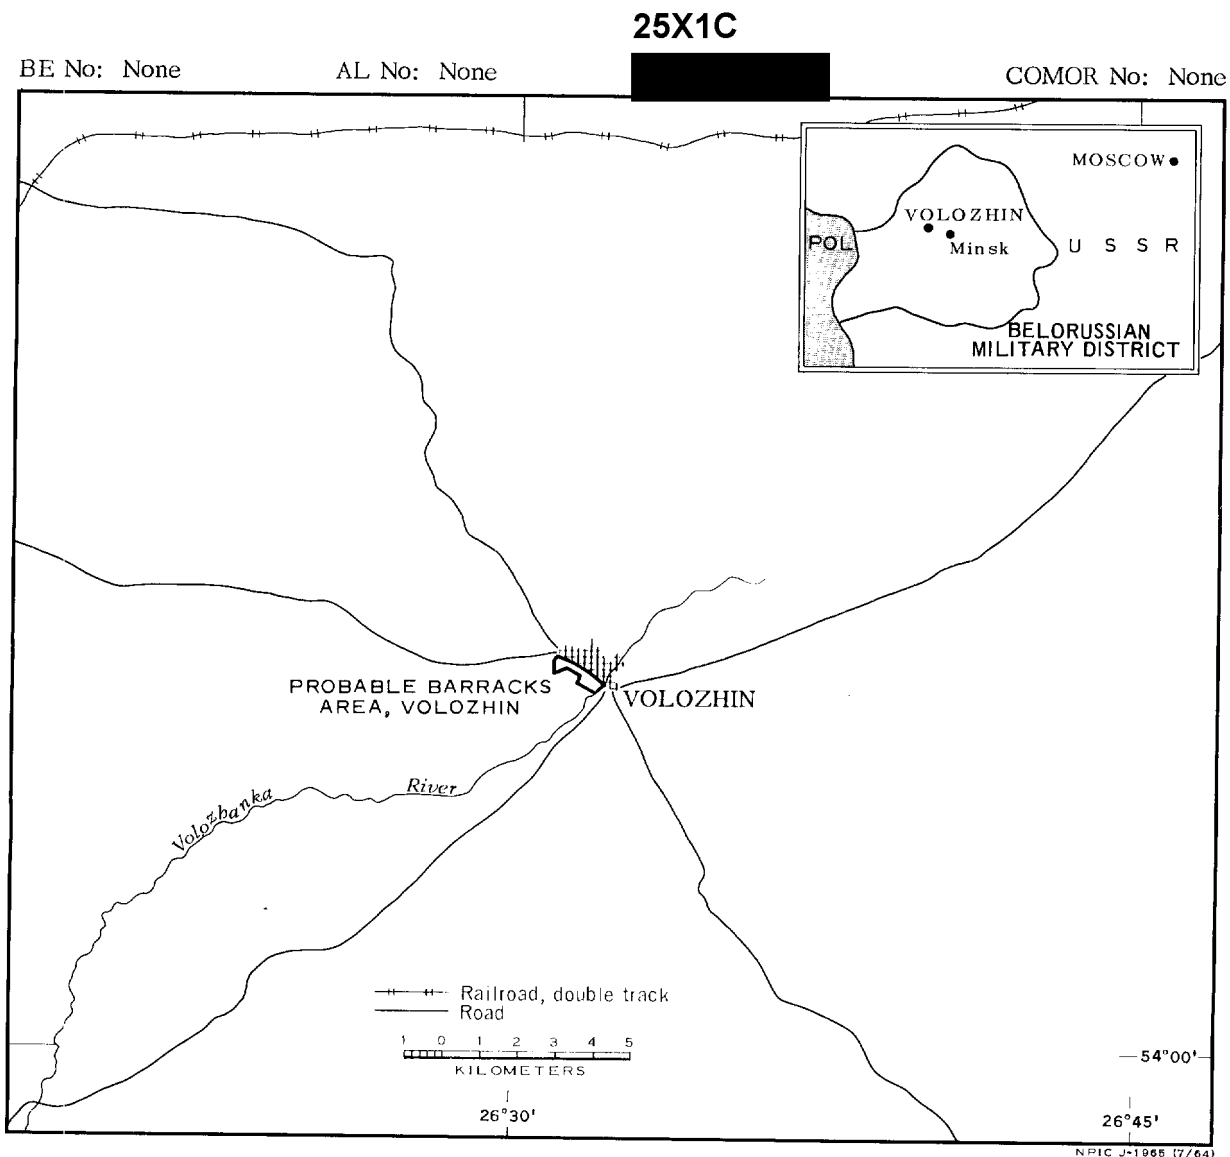 25X1C
BE No: None
AL No: None
COMOR No: None
MOSCOW
VOLOZHIN
POL
Minsk
U S S R
BELORUSSIAN
MILITARY DISTRICT
PROBABLE BARRACKS
AREA, VOLOZHIN
VOLOZHIN
Volozhanka River
Railroad, double track
Road
1 0 1 2 3 4 5
KILOMETERS
54°00'
26°30'
26°45'
NPIC J-1965 (7/64)